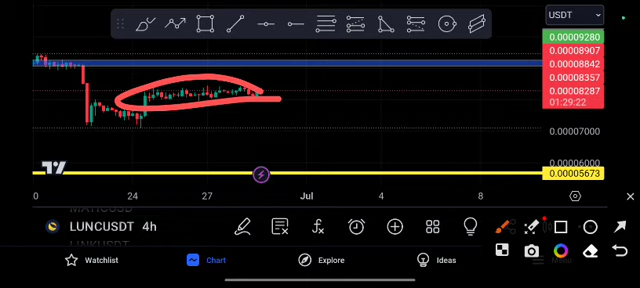 USDT
0.00009280
0.00008907
0.00008842
0.00008357
0.00008287
01:29:22
0.00007000
0.00006000
0.00005673
0 24 27 Jul 4 8
LUNCUSDT 4h
Watchlist Chart Explore Ideas